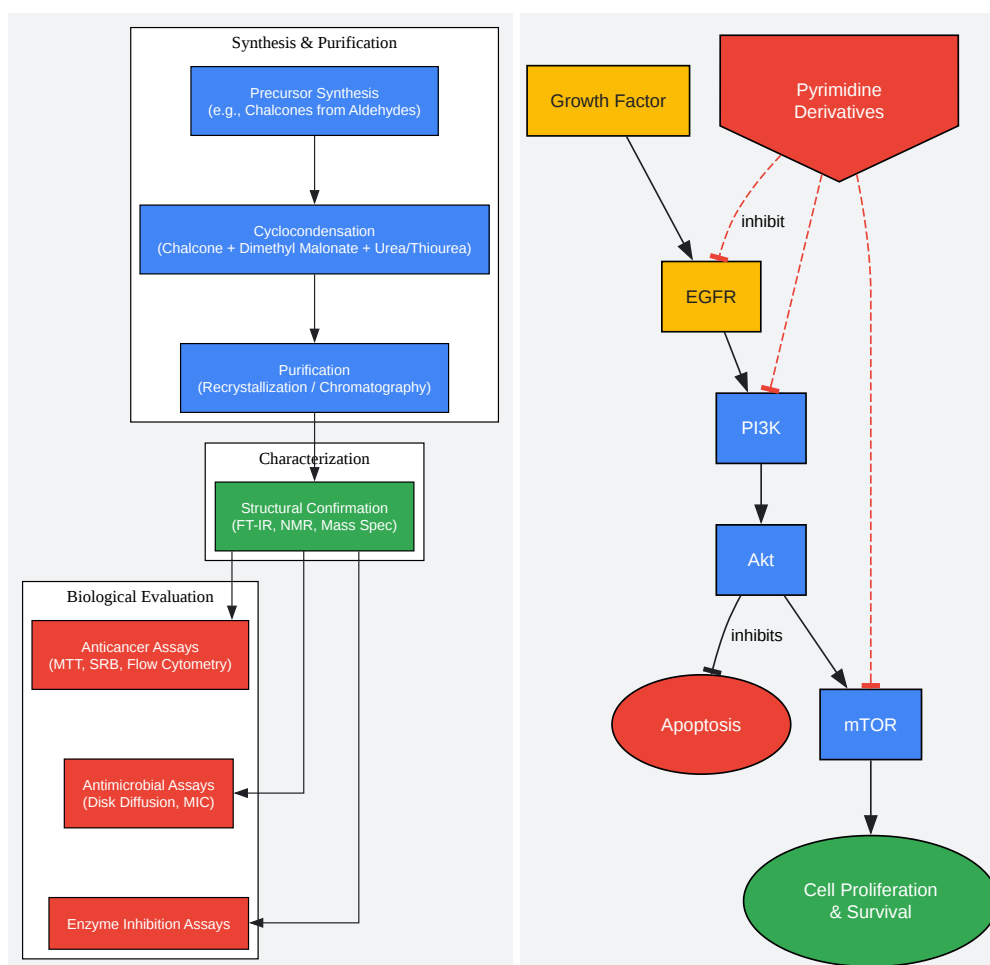 Synthesis & Purification
Precursor Synthesis
(e.g., Chalcones from Aldehydes)
Cyclocondensation
(Chalcone + Dimethyl Malonate + Urea/Thiourea)
Purification
(Recrystallization / Chromatography)
Characterization
Structural Confirmation
(FT-IR, NMR, Mass Spec)
Biological Evaluation
Anticancer Assays
(MTT, SRB, Flow Cytometry)
Antimicrobial Assays
(Disk Diffusion, MIC)
Enzyme Inhibition Assays
Growth Factor
Pyrimidine
Derivatives
inhibit
EGFR
PI3K
Akt
inhibits
Apoptosis
mTOR
Cell Proliferation
& Survival